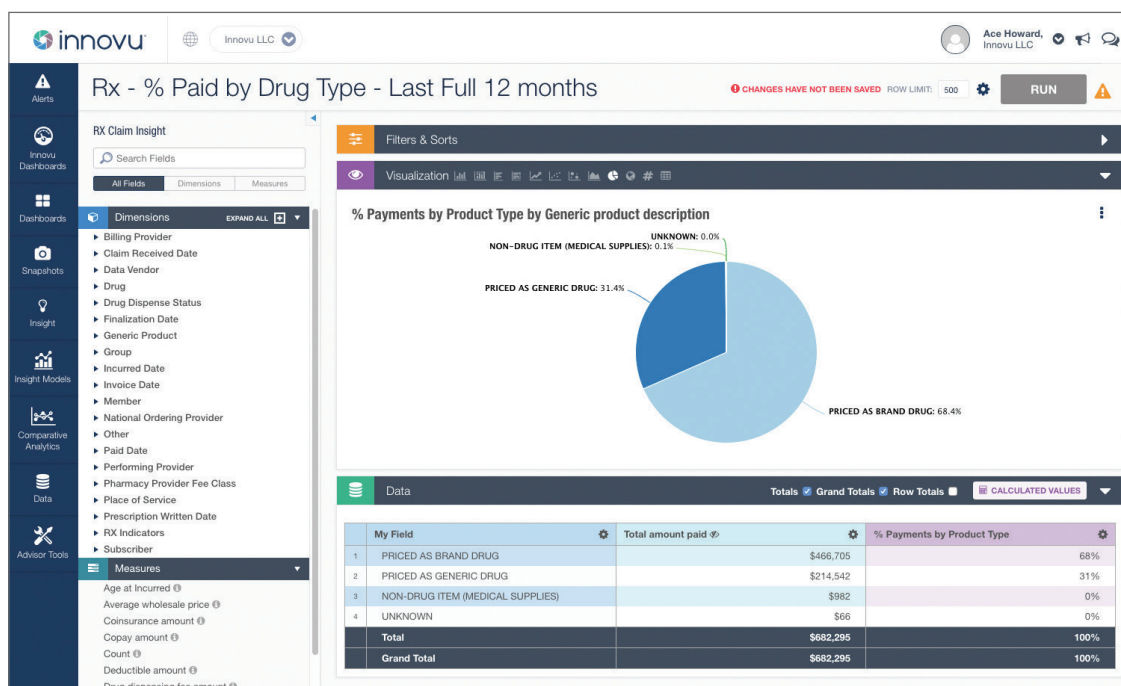 innovu
Innovu LLC
Ace Howard,
Innovu LLC
Alerts
Innovu
Dashboards
Dashboards
Snapshots
Insight
Insight Models
Comparative
Analytics
Data
Advisor Tools
Rx - % Paid by Drug Type - Last Full 12 months
CHANGES HAVE NOT BEEN SAVED ROW LIMIT: 500 RUN
RX Claim Insight
Search Fields
All Fields Dimensions Measures
Dimensions EXPAND ALL
Billing Provider
Claim Received Date
Data Vendor
Drug
Drug Dispense Status
Finalization Date
Generic Product
Group
Incurred Date
Invoice Date
Member
National Ordering Provider
Other
Paid Date
Performing Provider
Pharmacy Provider Fee Class
Place of Service
Prescription Written Date
RX Indicators
Subscriber
Measures
Age at Incurred
Average wholesale price
Coinsurance amount
Copay amount
Count
Deductible amount
Drug dispensing fee amount
Filters & Sorts
Visualization
% Payments by Product Type by Generic product description
UNKNOWN: 0.0%
NON-DRUG ITEM (MEDICAL SUPPLIES): 0.1%
PRICED AS GENERIC DRUG: 31.4%
PRICED AS BRAND DRUG: 68.4%
Data Totals Grand Totals Row Totals CALCULATED VALUES
My Field Total amount paid % Payments by Product Type
1 PRICED AS BRAND DRUG $466,705 68%
2 PRICED AS GENERIC DRUG $214,542 31%
3 NON-DRUG ITEM (MEDICAL SUPPLIES) $982 0%
4 UNKNOWN $66 0%
Total $682,295 100%
Grand Total $682,295 100%